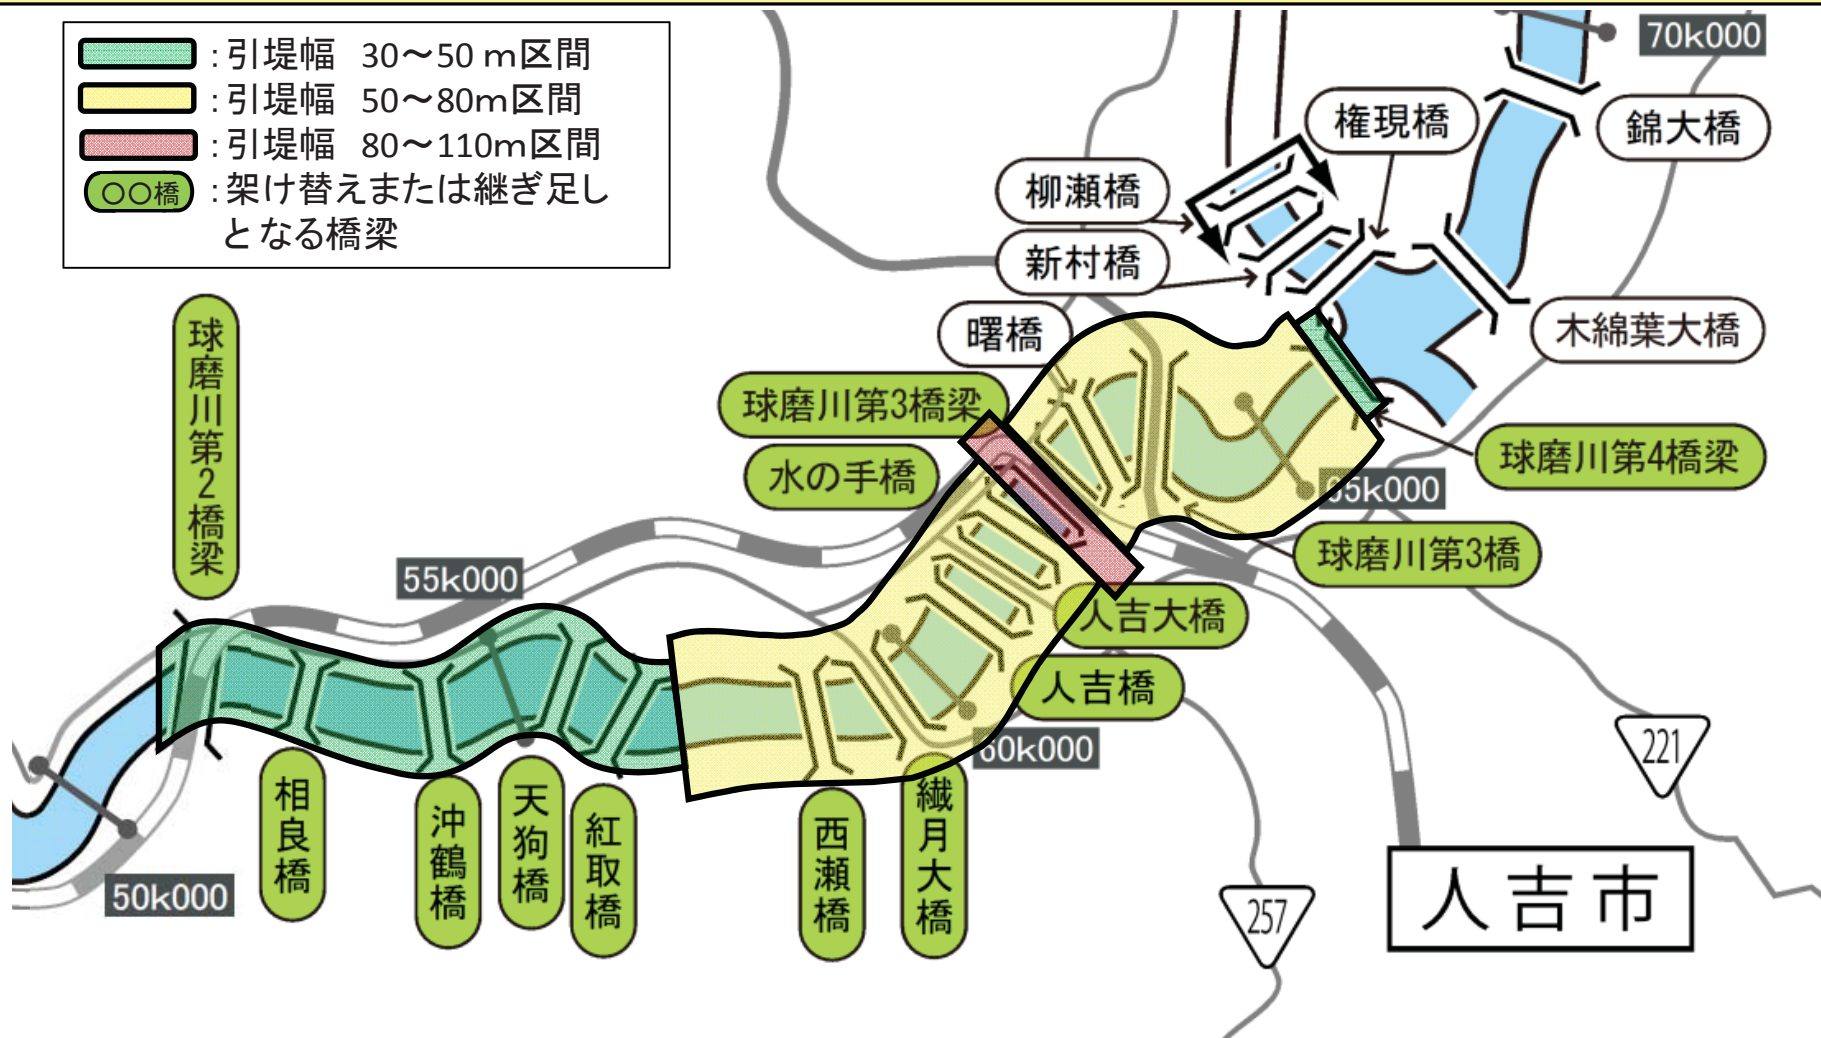 ：引堤幅　30～50 m区間
：引堤幅　50～80m区間
：引堤幅　80～110m区間
○○橋：架け替えまたは継ぎ足し
となる橋梁
70k000
権現橋
錦大橋
柳瀬橋
新村橋
曙橋
木綿葉大橋
球磨川第2橋梁
球磨川第3橋梁
水の手橋
球磨川第4橋梁
65k000
球磨川第3橋
55k000
人吉大橋
人吉橋
60k000
221
相良橋
沖鶴橋
天狗橋
紅取橋
西瀬橋
繊月大橋
50k000
257
人吉市